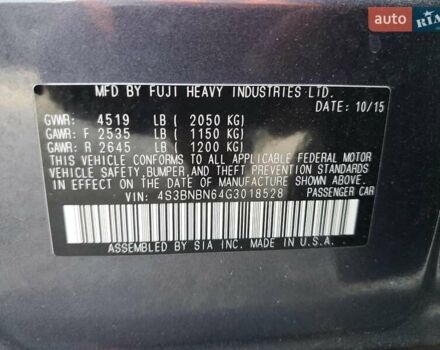 AUTO
RIA
MFD BY FUJI HEAVY INDUSTRIES LTD.
DATE: 10/15
GVWR: 4519 LB ( 2050 KG)
GAWR: F 2535 LB ( 1150 KG)
GAWR: R 2645 LB ( 1200 KG)
THIS VEHICLE CONFORMS TO ALL APPLICABLE FEDERAL MOTOR
VEHICLE SAFETY, BUMPER, AND THEFT PREVENTION STANDARDS
IN EFFECT ON THE DATE OF MANUFACTURE SHOWN ABOVE.
VIN: 4S3BNBN64G3018528 PASSENGER CAR
ASSEMBLED BY SIA INC. MADE IN U.S.A.